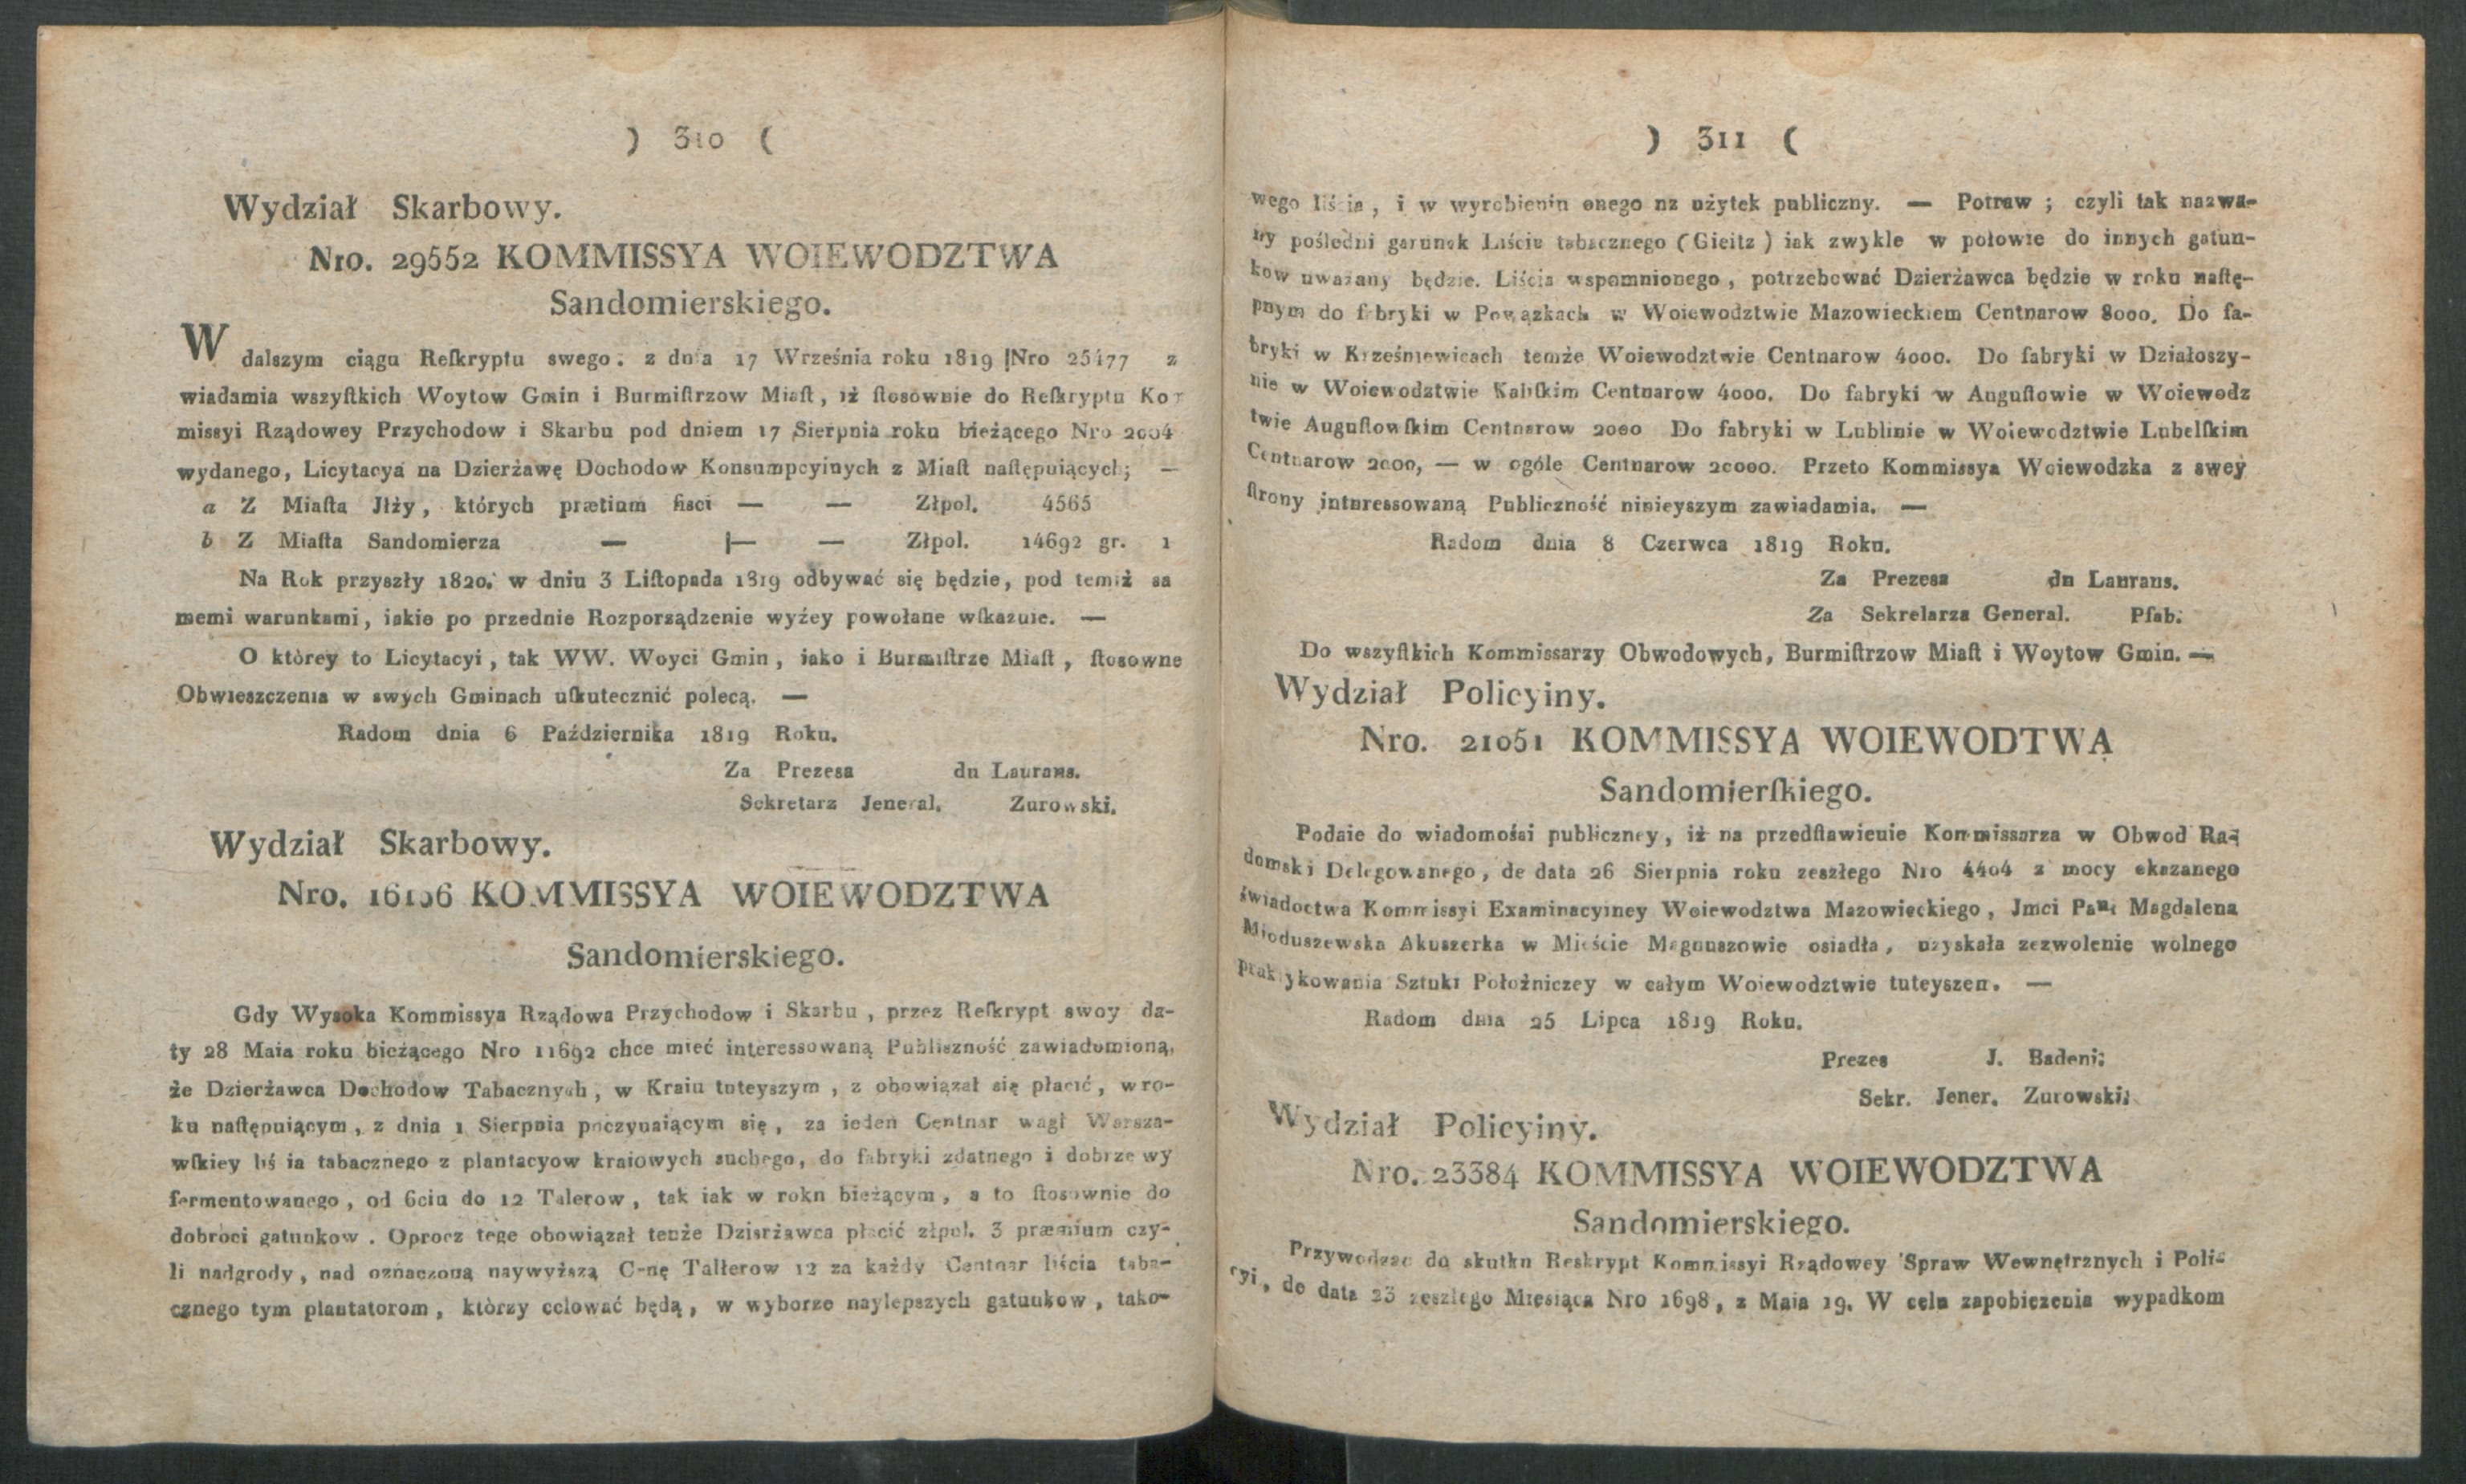 ) 310 (
Wydział Skarbowy.
Nro. 29552 KOMMISSYA WOIEWODZTWA
Sandomierskiego.
W dalszym ciągu Reſkryptu swego. z dnia 17 Września roku 1819 Nro 25477 z
wiadamia wszyſtkich Woytow Gmin i Burmiſtrzow Miaſt, iż ſtosownie do Reſkryptu Kom
missyi Rządowey Przychodow i Skarbu pod dniem 17 Sierpnia roku bieżącego Nro 2004
wydanego, Licytacya na Dzierżawę Dochodow Konsumpcyinych z Miaſt naſtępuiących; —
a Z Miaſta Jłży, których prætium fisci — — Złpol. 4565
b Z Miaſta Sandomierza — — — Złpol. 14692 gr. 1
Na Rok przyszły 1820. w dniu 3 Liſtopada 1819 odbywać się będzie, pod temiż sa
memi warunkami, iakie po przednie Rozporządzenie wyżey powołane wſkazuie. —
O którey to Licytacyi, tak WW. Woyci Gmin, iako i Burmiſtrze Miaſt, ſtosowne
Obwieszczenia w swych Gminach uſkutecznić polecą. —
Radom dnia 6 Października 1819 Roku.
Za Prezesa du Laurans.
Sekretarz Jeneral. Zurowski.
Wydział Skarbowy.
Nro. 16106 KOMMISSYA WOIEWODZTWA
Sandomierskiego.
Gdy Wysoka Kommissya Rządowa Przychodow i Skarbu, przez Reſkrypt swoy da-
ty 28 Maia roku bieżącego Nro 11692 chce mieć interessowaną Publiszność zawiadomioną,
że Dzierżawca Dochodow Tabacznych, w Kraiu tuteyszym, z obowiązał się płacić, w ro-
ku naſtępuiącym, z dnia 1 Sierpnia poczynaiącym się, za ieden Centnar wagi Warsza-
wſkiey liś ia tabacznego z plantacyow kraiowych suchego, do fabryki zdatnego i dobrze wy
fermentowanego, od 6ciu do 12 Talerow, tak iak w roku bieżącym, a to ſtosownie do
dobroci gatunkow. Oprocz tege obowiązał tenże Dzisrżawca płacić złpol. 3 præmium czy-
li nadgrody, nad oznaczoną naywyższą C-nę Tallerow 12 za każdy Centnar liścia taba-
cznego tym plantatorom, którzy celować będą, w wyborze naylepszych gatunkow, tako-
) 311 (
wego liścia, i w wyrobieniu onego na użytek publiczny. — Potraw; czyli tak nazwa-
ny pośledni garunek Liściu tabacznego (Gieitz) iak zwykle w połowie do innych gatun-
kow uważany będzie. Liścia wspomnionego, potrzebować Dzierżawca będzie w roku naſtę-
pnym do fabryki w Powązkach w Woiewodztwie Mazowieckiem Centnarow 8000. Do fa-
bryki w Krześniewicach temże Woiewodztwie Centnarow 4000. Do fabryki w Działoszy-
nie w Woiewodztwie Kaliſkim Centnarow 4000. Do fabryki w Auguſtowie w Woiewodz
twie Auguſtowſkim Centnarow 2000 Do fabryki w Lublinie w Woiewodztwie Lubelſkim
Centnarow 2000, — w ogóle Centnarow 20000. Przeto Kommissya Woiewodzka z swey
ſtrony interessowaną Publiczność ninieyszym zawiadamia. —
Radom dnia 8 Czerwca 1819 Roku.
Za Prezesa du Laurans.
Za Sekrelarza General. Pſab.
Do wszyſtkich Kommissarzy Obwodowych, Burmiſtrzow Miaſt i Woytow Gmin. —
Wydział Policyiny.
Nro. 21051 KOMMISSYA WOIEWODTWA
Sandomierſkiego.
Podaie do wiadomośai publiczney, iż na przedſtawienie Kommissarza w Obwod Ra-
domski Delegowanego, de data 26 Sierpnia roku zeszłego Nro 4404 z mocy okazanego
świadoctwa Kommissyi Examinacyiney Woiewodztwa Mazowieckiego, Jmci Pani Magdalena
Mioduszewska Akuszerka w Mieście Magnuszowie osiadła, uzyskała zezwolenie wolnego
praktykowania Sztuki Położniczey w całym Woiewodztwie tuteyszem. —
Radom dnia 25 Lipca 1819 Roku.
Prezes J. Badeni;
Sekr. Jener. Zurowski;
Wydział Policyiny.
Nro. 23384 KOMMISSYA WOIEWODZTWA
Sandomierskiego.
Przywodząc do skutku Reskrypt Kommissyi Rządowey Spraw Wewnętrznych i Poli-
cyi, de data 23 zeszłego Miesiąca Nro 1698, z Maia 19. W celu zapobieżenia wypadkom